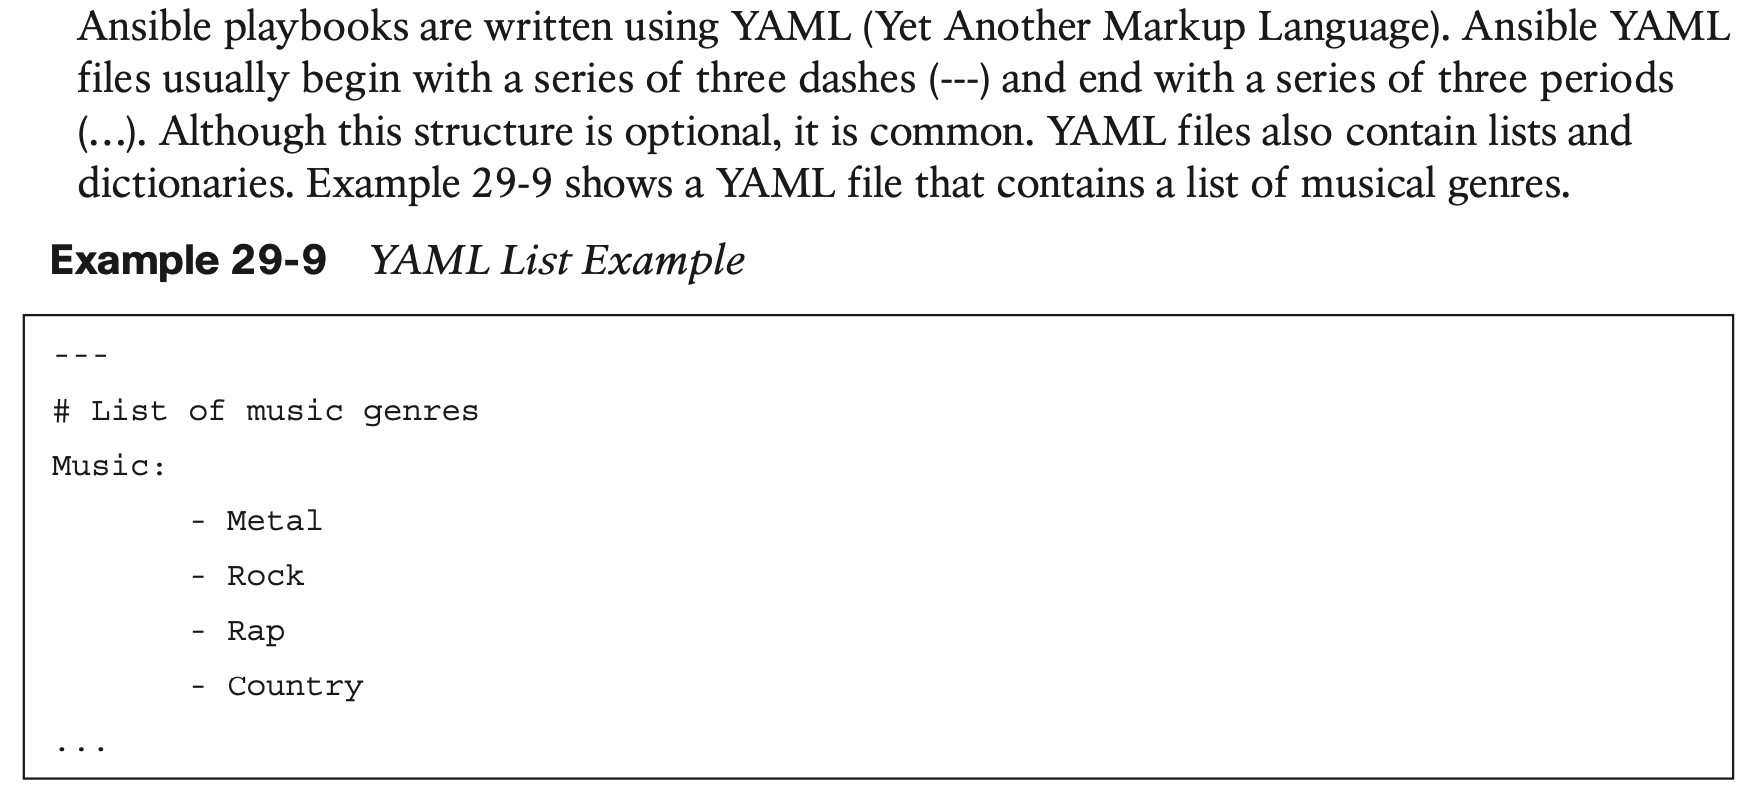 Ansible playbooks are written using YAML (Yet Another Markup Language). Ansible YAML
files usually begin with a series of three dashes (---) and end with a series of three periods
(…). Although this structure is optional, it is common. YAML files also contain lists and
dictionaries. Example 29-9 shows a YAML file that contains a list of musical genres.
Example 29-9 YAML List Example
---
# List of music genres
Music:
- Metal
- Rock
- Rap
- Country
...